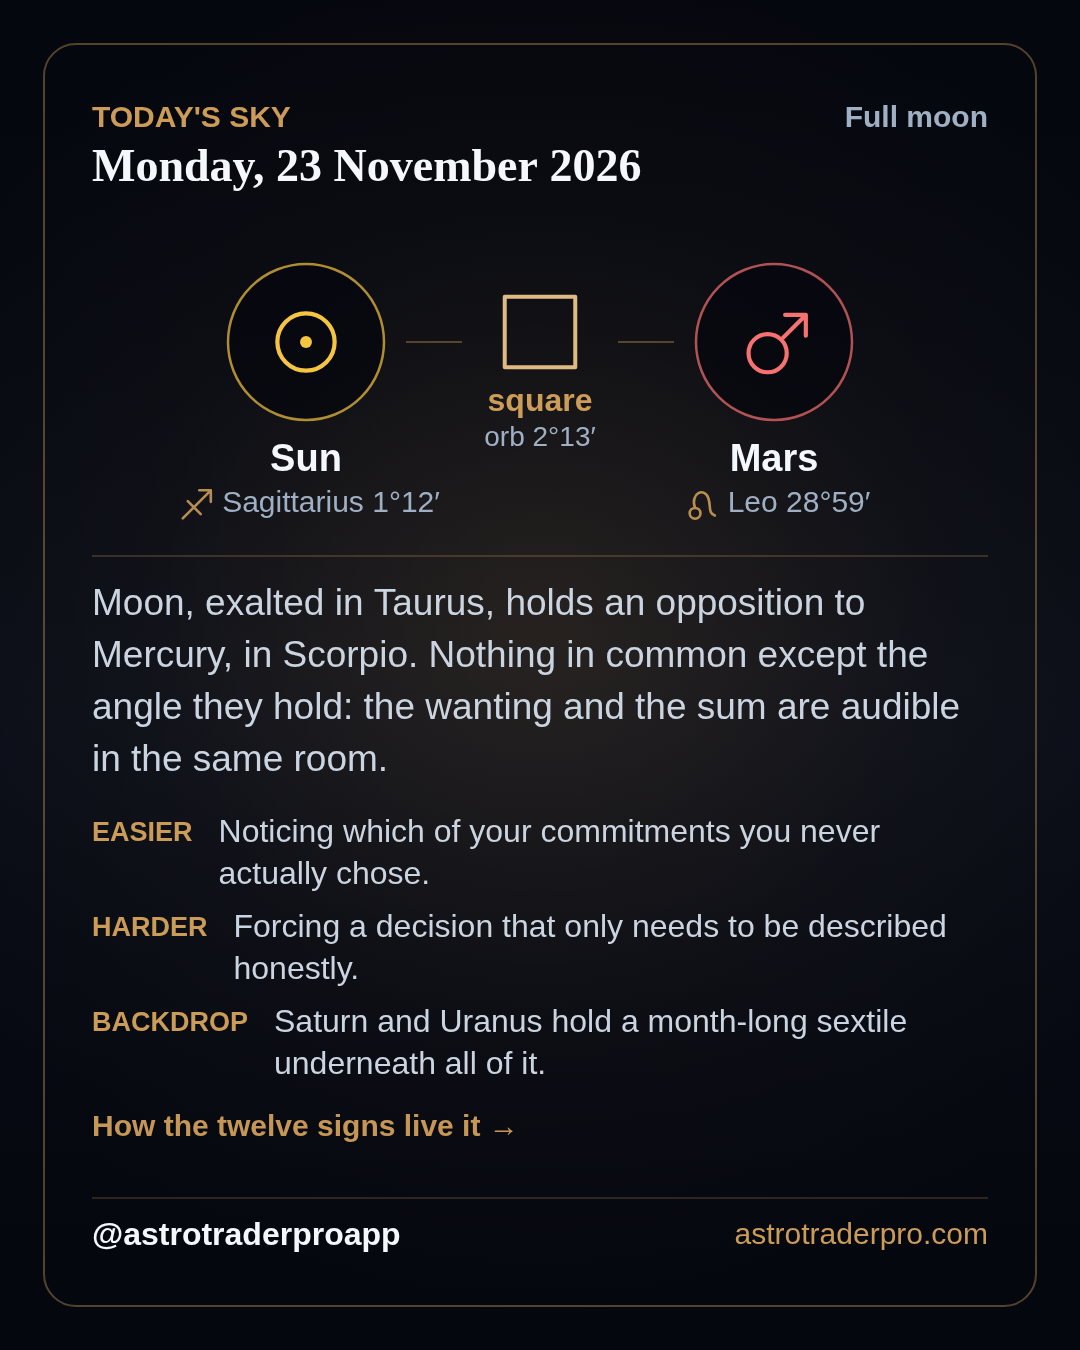 TODAY'S SKY
Full moon
Monday, 23 November 2026
square
orb 2°13′
Sun
Mars
Sagittarius 1°12′
Leo 28°59′
Moon, exalted in Taurus, holds an opposition to
Mercury, in Scorpio. Nothing in common except the
angle they hold: the wanting and the sum are audible
in the same room.
EASIER Noticing which of your commitments you never
actually chose.
HARDER Forcing a decision that only needs to be described
honestly.
BACKDROP Saturn and Uranus hold a month-long sextile
underneath all of it.
How the twelve signs live it →
@astrotraderproapp
astrotraderpro.com